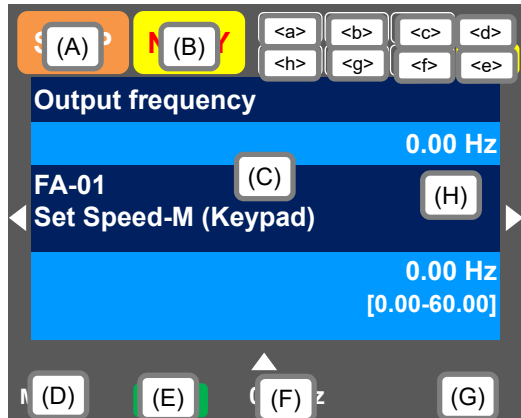 (A) (B) <a> <b> <c> <d>
<h> <g> <f> <e>
Output frequency
0.00 Hz
FA-01 (C) (H)
Set Speed-M (Keypad)
0.00 Hz
[0.00-60.00]
(D) (E) (F) (G)